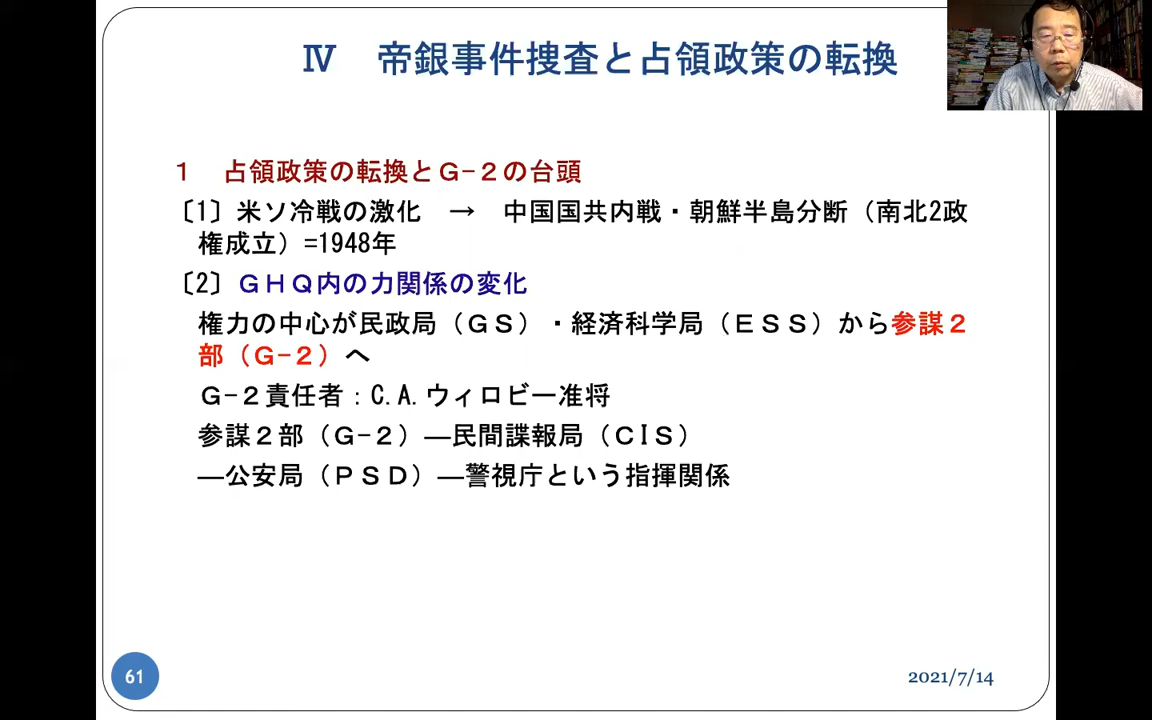 Ⅳ　帝銀事件捜査と占領政策の転換
１　占領政策の転換とＧ－２の台頭
〔1〕米ソ冷戦の激化　→　中国国共内戦・朝鮮半島分断（南北2政
権成立）=1948年
〔2〕ＧＨＱ内の力関係の変化
権力の中心が民政局（ＧＳ）・経済科学局（ＥＳＳ）から参謀２
部（Ｇ－２）へ
Ｇ－２責任者：C.A.ウィロビー准将
参謀２部（Ｇ－２）―民間諜報局（ＣＩＳ）
―公安局（ＰＳＤ）―警視庁という指揮関係
61
2021/7/14